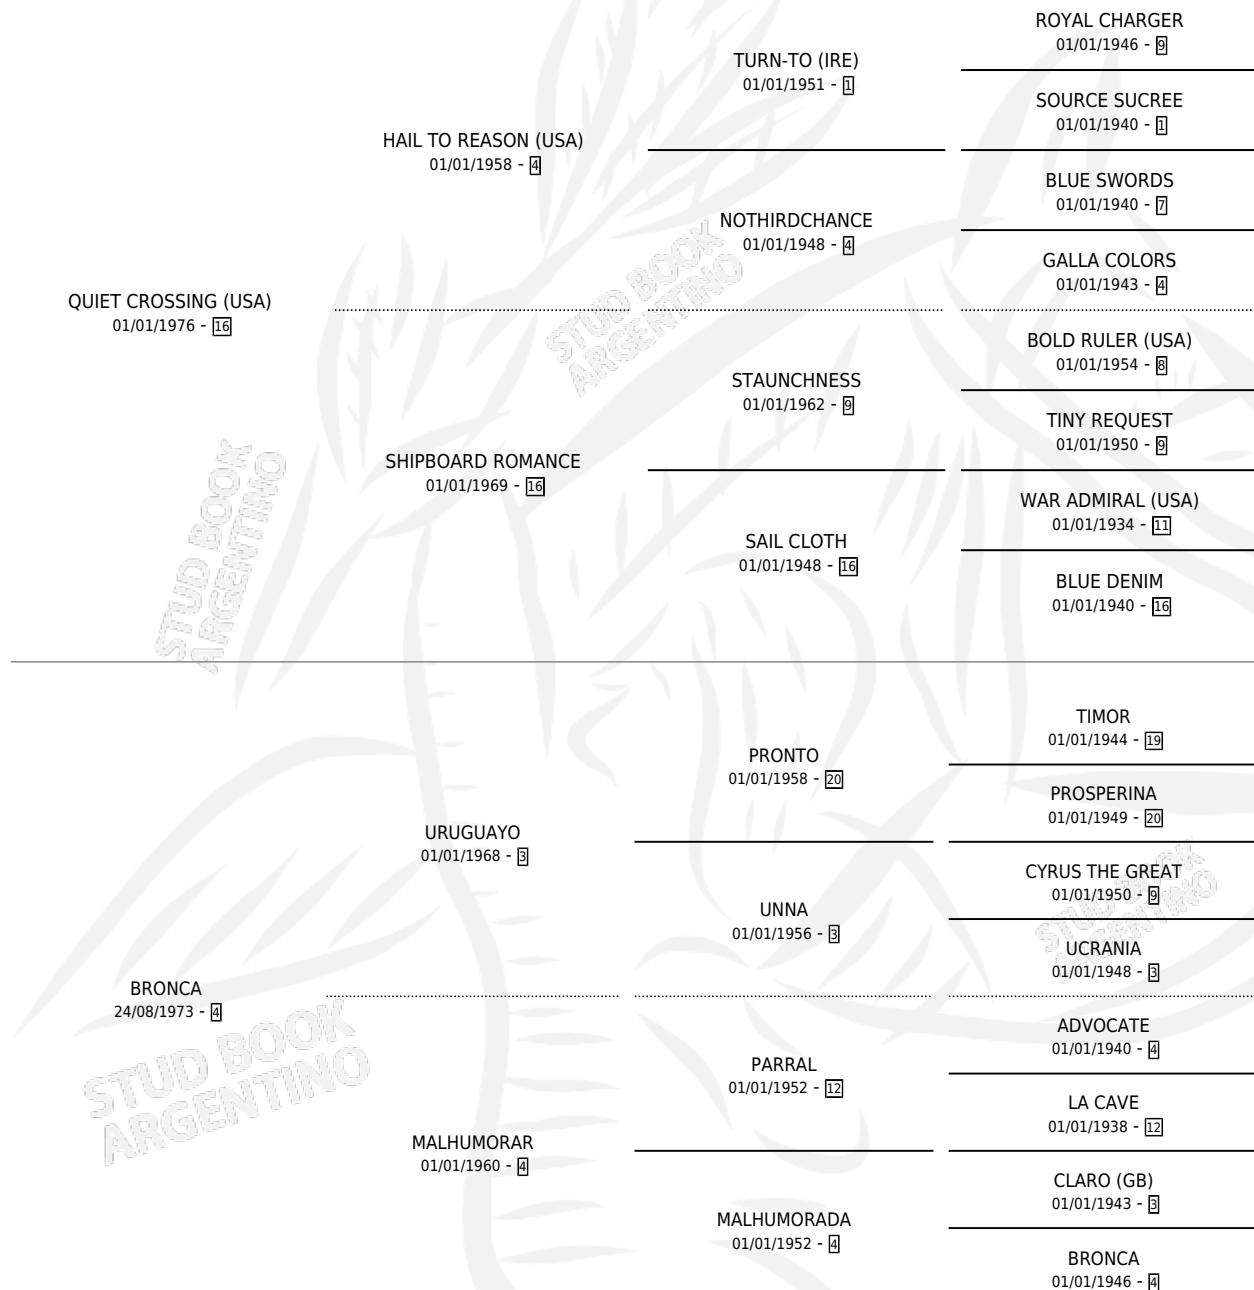 ROYAL CHARGER
01/01/1946 - 9
TURN-TO (IRE)
01/01/1951 - 1
SOURCE SUCREE
01/01/1940 - 1
HAIL TO REASON (USA)
01/01/1958 - 4
BLUE SWORDS
01/01/1940 - 7
NOTHIRDCHANCE
01/01/1948 - 4
GALLA COLORS
01/01/1943 - 4
QUIET CROSSING (USA)
01/01/1976 - 16
STUD BOOK
ARGENTINO
BOLD RULER (USA)
01/01/1954 - 8
STAUNCHNESS
01/01/1962 - 9
TINY REQUEST
01/01/1950 - 9
SHIPBOARD ROMANCE
01/01/1969 - 16
WAR ADMIRAL (USA)
01/01/1934 - 11
SAIL CLOTH
01/01/1948 - 16
BLUE DENIM
01/01/1940 - 16
STUD BOOK
ARGENTINO
TIMOR
01/01/1944 - 19
PRONTO
01/01/1958 - 20
PROSPERINA
01/01/1949 - 20
URUGUAYO
01/01/1968 - 3
CYRUS THE GREAT
01/01/1950 - 9
UNNA
01/01/1956 - 3
UCRANIA
01/01/1948 - 3
STUD BOOK
ARGENTINO
BRONCA
24/08/1973 - 4
ADVOCATE
01/01/1940 - 4
PARRAL
01/01/1952 - 12
LA CAVE
01/01/1938 - 12
STUD BOOK
ARGENTINO
MALHUMORAR
01/01/1960 - 4
CLARO (GB)
01/01/1943 - 3
MALHUMORADA
01/01/1952 - 4
BRONCA
01/01/1946 - 4